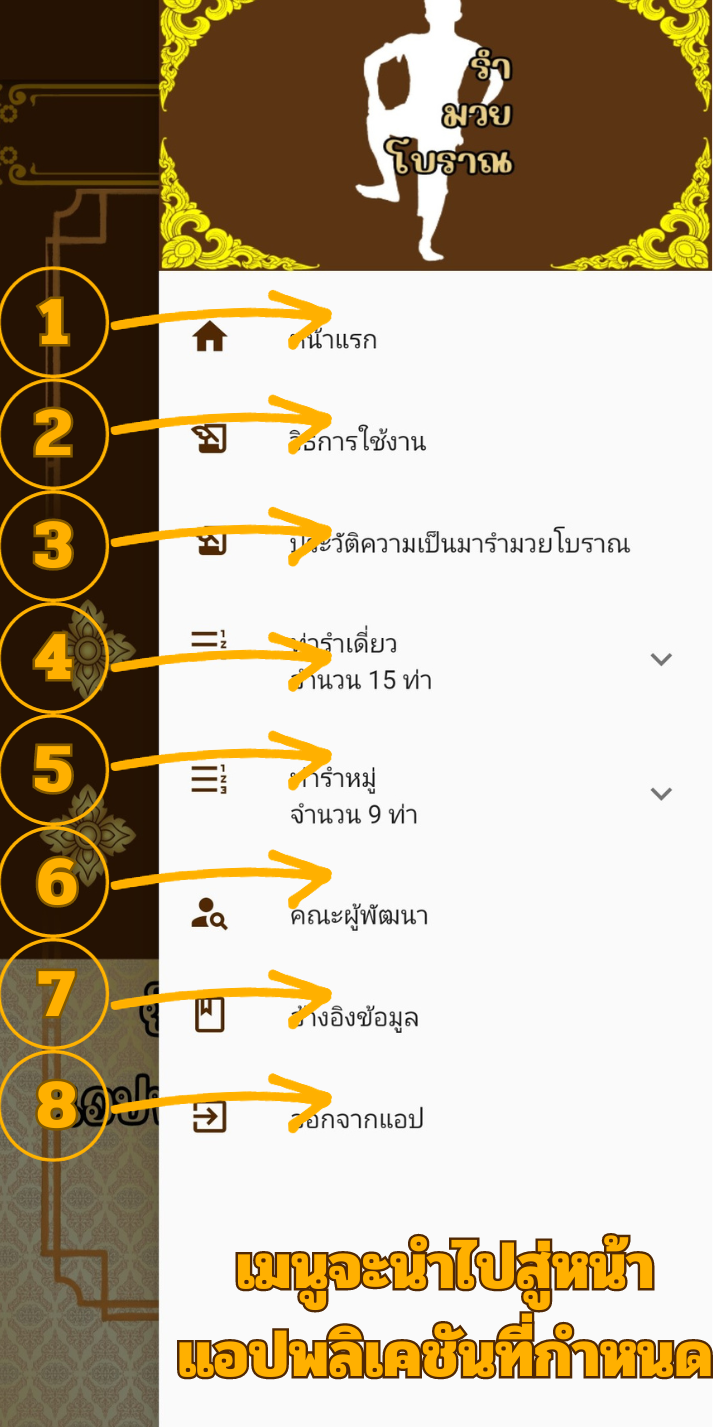 รำ
มวย
โบราณ
1
หน้าแรก
2
วิธีการใช้งาน
3
ประวัติความเป็นมารำมวยโบราณ
4
ท่ารำเดี่ยว
จำนวน 15 ท่า
5
ท่ารำหมู่
จำนวน 9 ท่า
6
คณะผู้พัฒนา
7
อ้างอิงข้อมูล
8
ออกจากแอป
เมนูจะนำไปสู่หน้า
แอปพลิเคชันที่กำหนด